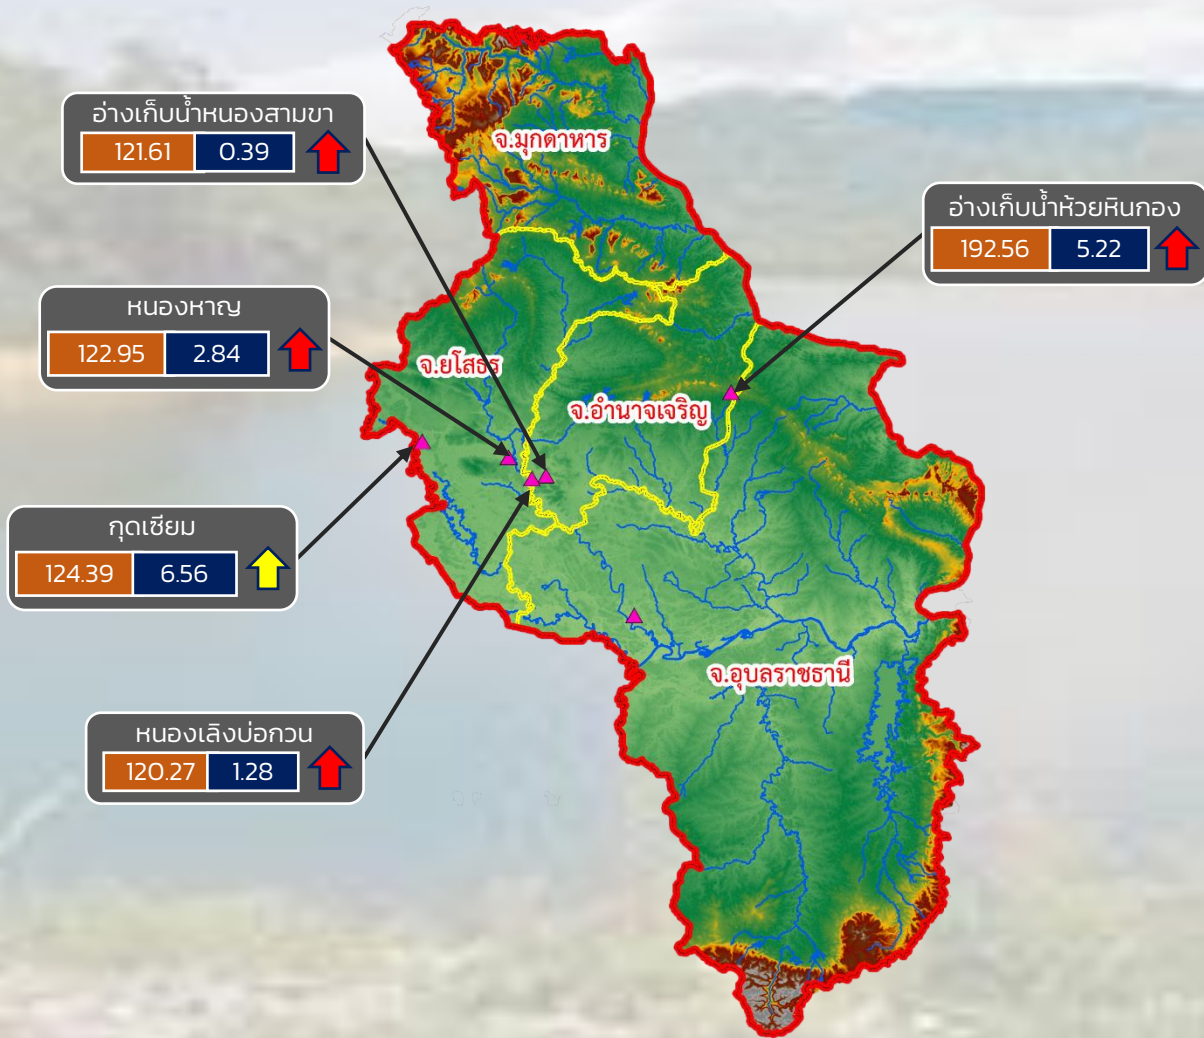 อ่างเก็บน้ำหนองสามขา
121.61 0.39
จ.มุกดาหาร
อ่างเก็บน้ำห้วยหินกอง
192.56 5.22
หนองหาญ
122.95 2.84
จ.ยโสธร
จ.อำนาจเจริญ
กุดเซียม
124.39 6.56
จ.อุบลราชธานี
หนองเลิงบ่อกวน
120.27 1.28